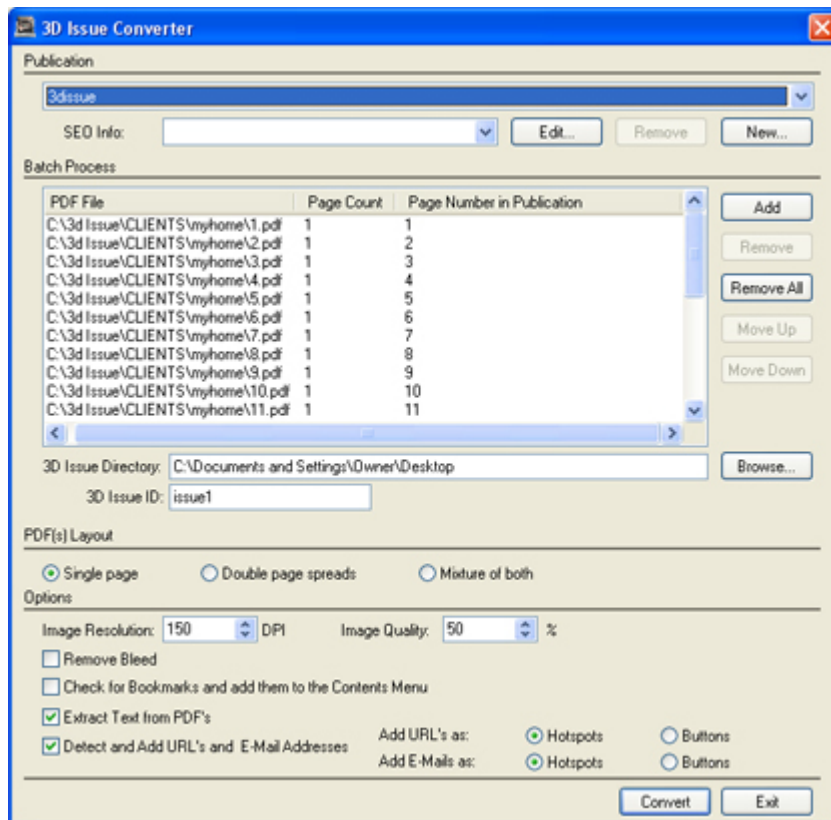 3D Issue Converter
Publication
3dissue
SEO Info: Edit... Remove New...
Batch Process
PDF File Page Count Page Number in Publication Add
C:\3d Issue\CLIENTS\myhome\1.pdf 1 1
C:\3d Issue\CLIENTS\myhome\2.pdf 1 2
Remove
C:\3d Issue\CLIENTS\myhome\3.pdf 1 3
C:\3d Issue\CLIENTS\myhome\4.pdf 1 4
Remove All
C:\3d Issue\CLIENTS\myhome\5.pdf 1 5
C:\3d Issue\CLIENTS\myhome\6.pdf 1 6
Move Up
C:\3d Issue\CLIENTS\myhome\7.pdf 1 7
C:\3d Issue\CLIENTS\myhome\8.pdf 1 8
C:\3d Issue\CLIENTS\myhome\9.pdf 1 9
Move Down
C:\3d Issue\CLIENTS\myhome\10.pdf 1 10
C:\3d Issue\CLIENTS\myhome\11.pdf 1 11
3D Issue Directory: C:\Documents and Settings\Owner\Desktop Browse...
3D Issue ID: issue1
PDF(s) Layout
Single page Double page spreads Mixture of both
Options
Image Resolution: 150 DPI Image Quality: 50 %
Remove Bleed
Check for Bookmarks and add them to the Contents Menu
Extract Text from PDF's
Add URL's as: Hotspots Buttons
Detect and Add URL's and E-Mail Addresses
Add E-Mails as: Hotspots Buttons
Convert Exit